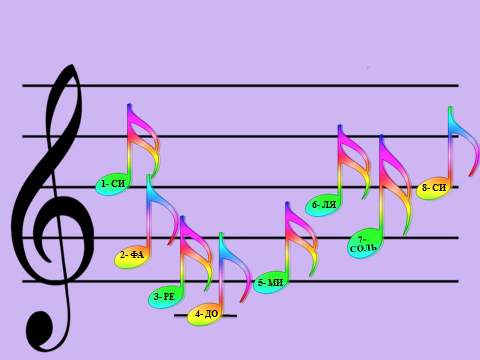 1- СИ
2- ФА
3- РЕ
4- ДО
5- МИ
6- ЛЯ
7-
СОЛЬ
8- СИ